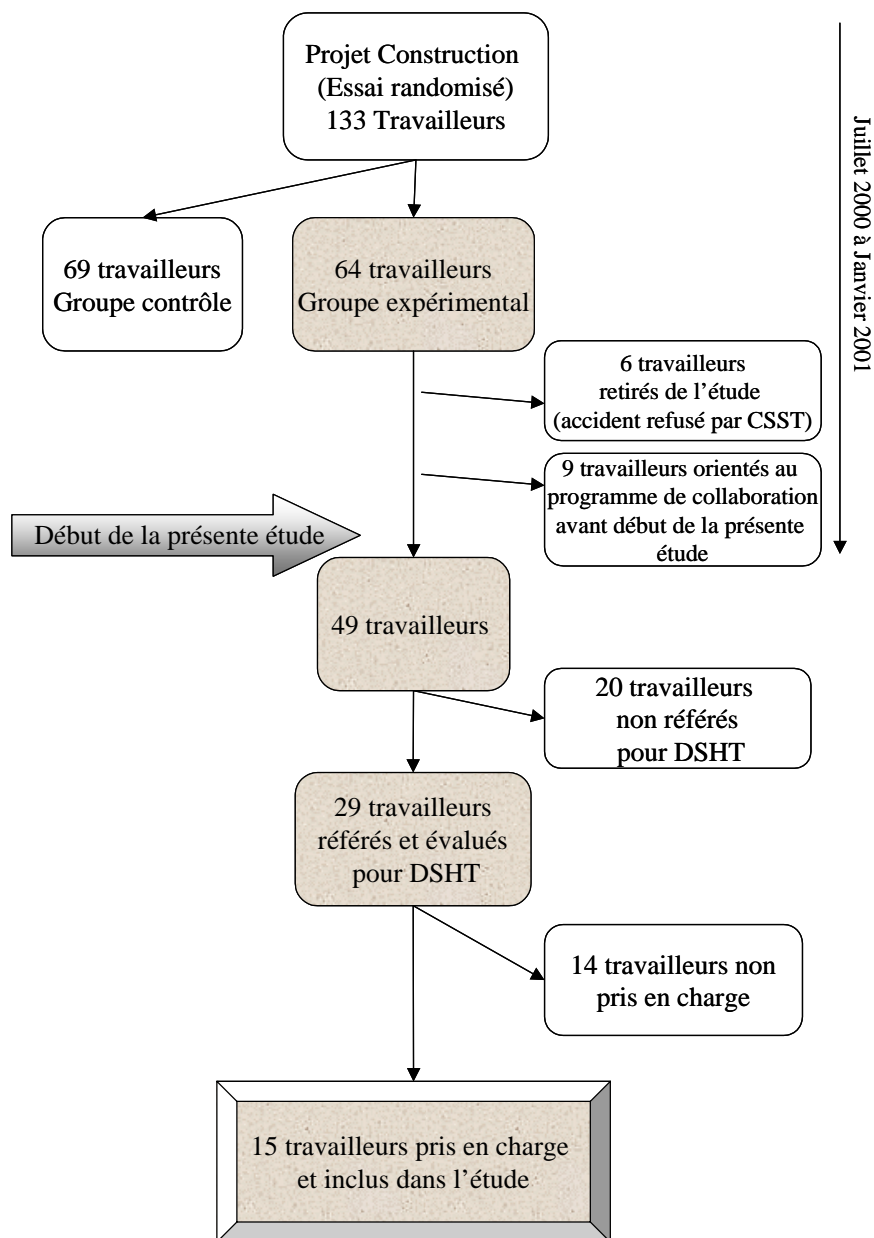 Projet Construction
(Essai randomisé)
133 Travailleurs
Juillet 2000 à Janvier 2001
69 travailleurs
Groupe contrôle
64 travailleurs
Groupe expérimental
6 travailleurs
retirés de l’étude
(accident refusé par CSST)
9 travailleurs orientés au
programme de collaboration
avant début de la présente
étude
Début de la présente étude
49 travailleurs
20 travailleurs
non référés
pour DSHT
29 travailleurs
référés et évalués
pour DSHT
14 travailleurs non
pris en charge
15 travailleurs pris en charge
et inclus dans l’étude